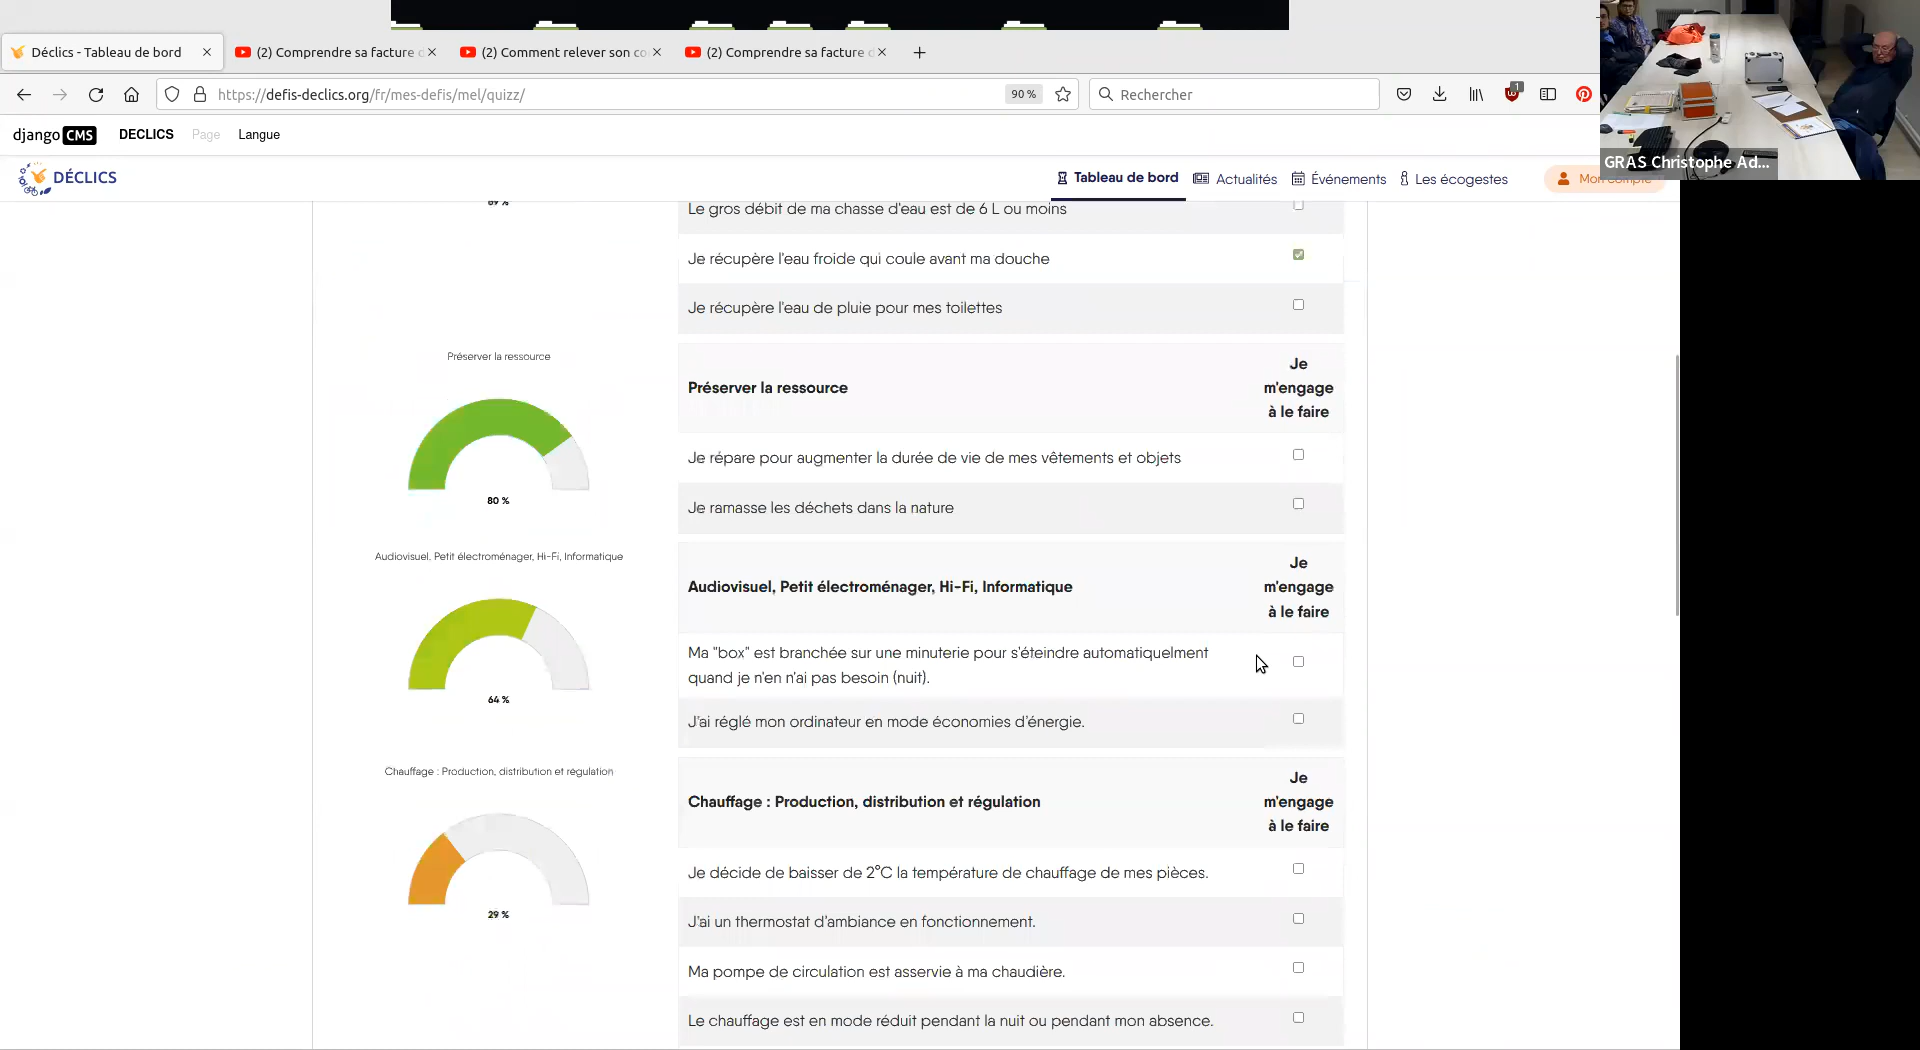 Déclics - Tableau de bord
(2) Comprendre sa facture d
(2) Comment relever son co
(2) Comprendre sa facture d
https://defis-declics.org/fr/mes-defis/mel/quizz/
90 %
Rechercher
1
django CMS
DECLICS
Page
Langue
DÉCLICS
Tableau de bord
Actualités
Événements
Les écogestes
Mon compte
GRAS Christophe Ad...
Le gros débit de ma chasse d'eau est de 6 L ou moins
Je récupère l'eau froide qui coule avant ma douche
Je récupère l'eau de pluie pour mes toilettes
Préserver la ressource
80 %
Préserver la ressource
Je
m'engage
à le faire
Je répare pour augmenter la durée de vie de mes vêtements et objets
Je ramasse les déchets dans la nature
Audiovisuel, Petit électroménager, Hi-Fi, Informatique
64 %
Audiovisuel, Petit électroménager, Hi-Fi, Informatique
Je
m'engage
à le faire
Ma "box" est branchée sur une minuterie pour s'éteindre automatiquelment
quand je n'en n'ai pas besoin (nuit).
J'ai réglé mon ordinateur en mode économies d'énergie.
Chauffage : Production, distribution et régulation
29 %
Chauffage : Production, distribution et régulation
Je
m'engage
à le faire
Je décide de baisser de 2°C la température de chauffage de mes pièces.
J'ai un thermostat d'ambiance en fonctionnement.
Ma pompe de circulation est asservie à ma chaudière.
Le chauffage est en mode réduit pendant la nuit ou pendant mon absence.